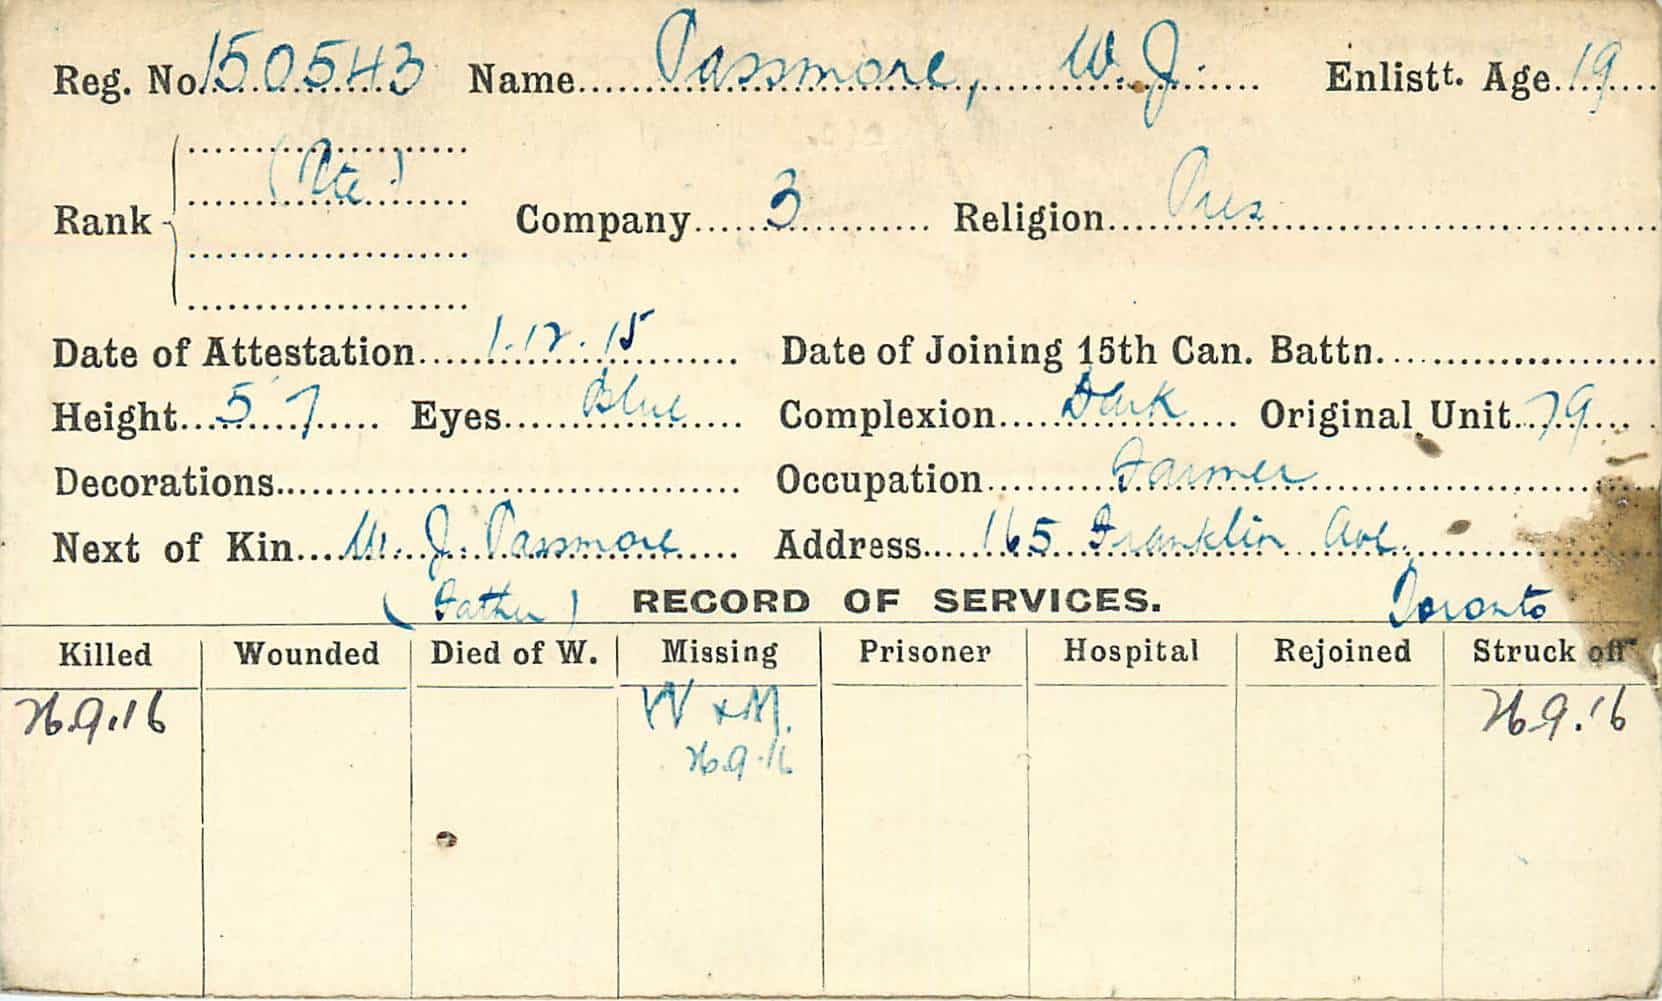 Reg. No. 150543 Name Passmore, W. J. Enlistt. Age 19
Rank (Pte.) Company 3 Religion Pres
Date of Attestation 1.12.15 Date of Joining 15th Can. Battn.
Height 5' 7 Eyes Blue Complexion Dark Original Unit 79
Decorations Occupation Farmer
Next of Kin W. J. Passmore Address 165 Franklin Ave,
(Father) RECORD OF SERVICES. Toronto
Killed Wounded Died of W. Missing Prisoner Hospital Rejoined Struck off
26.9.16 W & M. 26.9.16
26.9.16